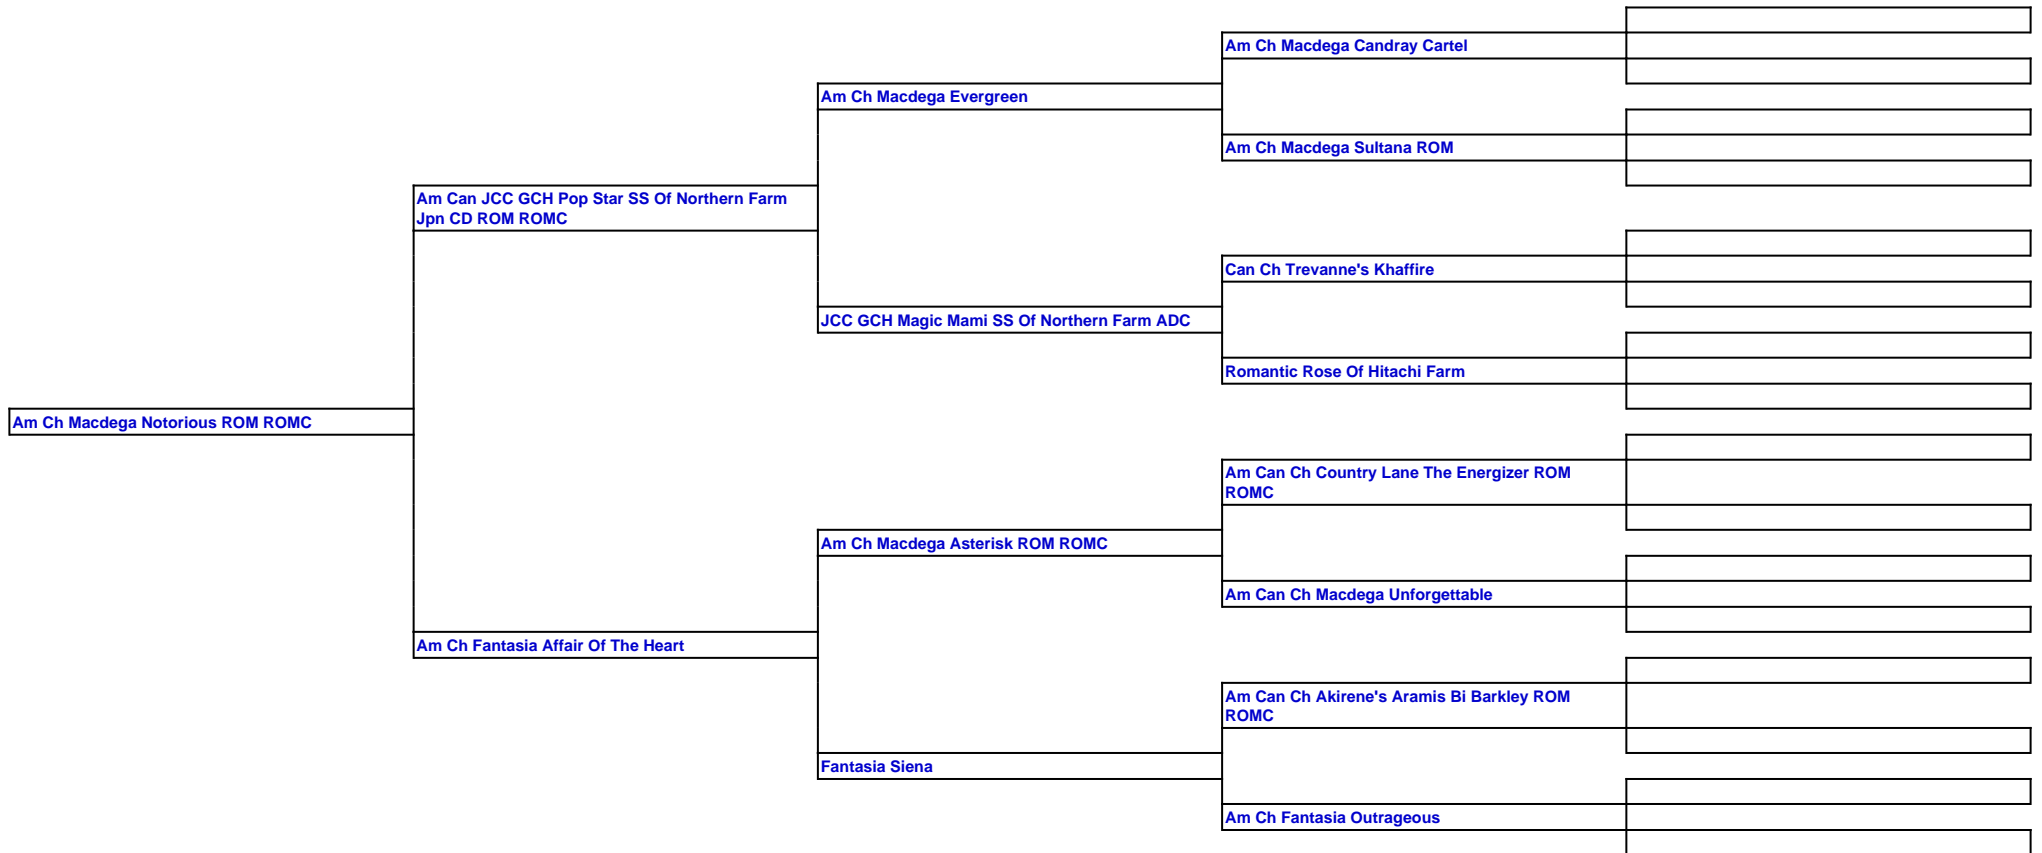 Am Ch Macdega Candray Cartel
Am Ch Macdega Evergreen
Am Ch Macdega Sultana ROM
Am Can JCC GCH Pop Star SS Of Northern Farm
Jpn CD ROM ROMC
Can Ch Trevanne's Khaffire
JCC GCH Magic Mami SS Of Northern Farm ADC
Romantic Rose Of Hitachi Farm
Am Ch Macdega Notorious ROM ROMC
Am Can Ch Country Lane The Energizer ROM
ROMC
Am Ch Macdega Asterisk ROM ROMC
Am Can Ch Macdega Unforgettable
Am Ch Fantasia Affair Of The Heart
Am Can Ch Akirene's Aramis Bi Barkley ROM
ROMC
Fantasia Siena
Am Ch Fantasia Outrageous